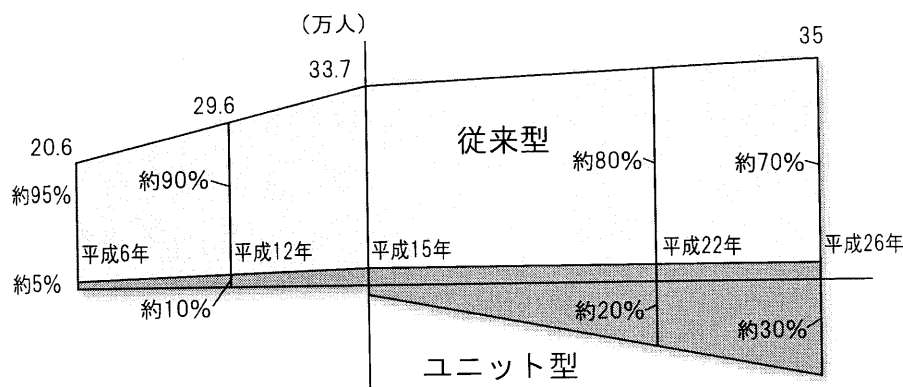 （万人）
35
33.7
29.6
20.6
従来型
約95%
約90%
約80%
約70%
平成6年
平成12年
平成15年
平成22年
平成26年
約5%
約10%
約20%
約30%
ユニット型